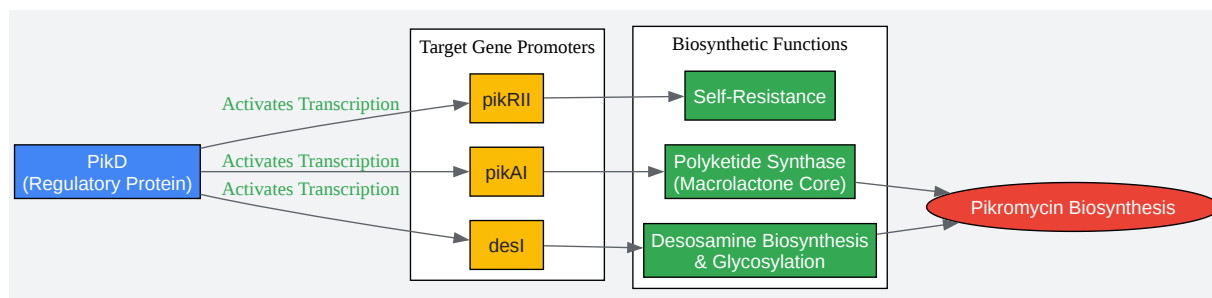 Target Gene Promoters
Biosynthetic Functions
Activates Transcription
pikRII
Self-Resistance
PikD
(Regulatory Protein)
Activates Transcription
pikAI
Polyketide Synthase
(Macrolactone Core)
Activates Transcription
desI
Desosamine Biosynthesis
& Glycosylation
Pikromycin Biosynthesis